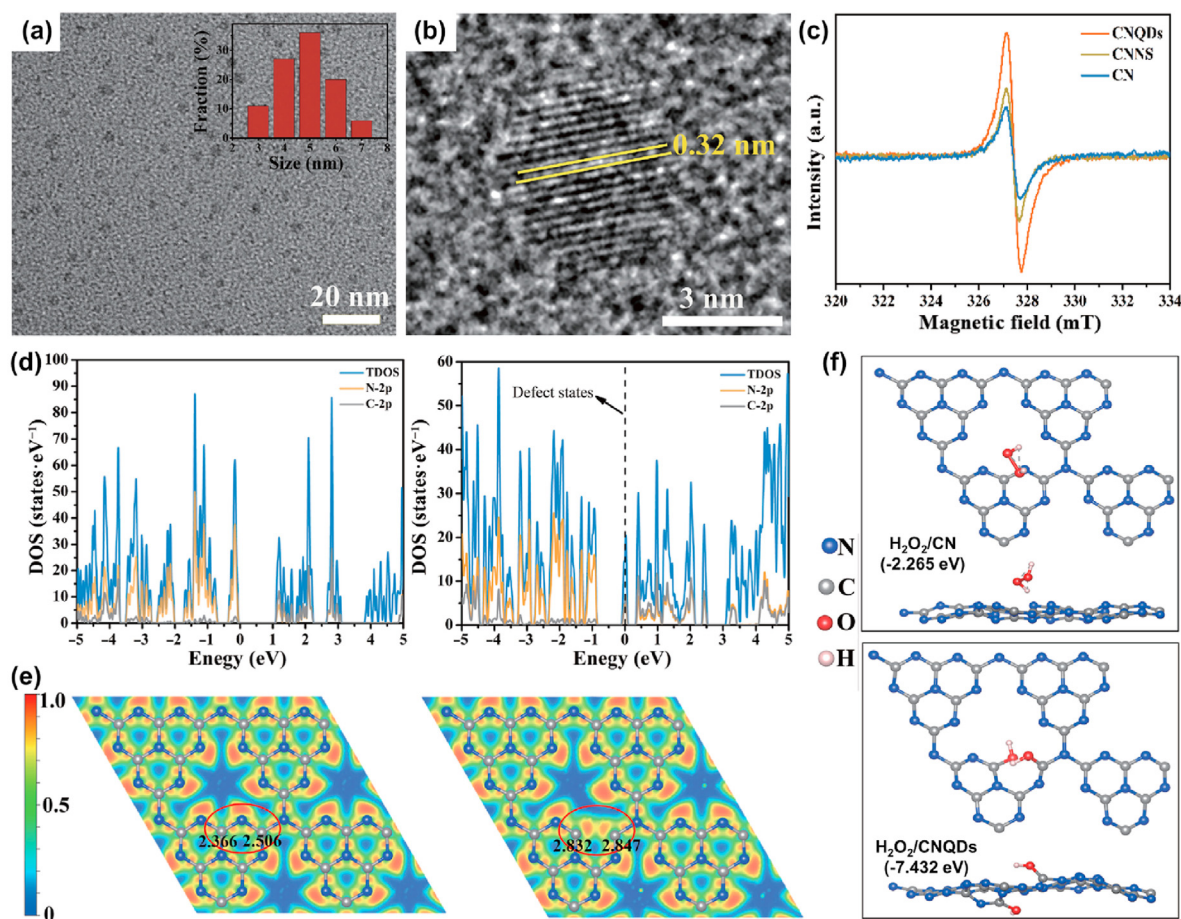 (a)
Fraction (%)
30
20
10
0
2 3 4 5 6 7 8
Size (nm)
20 nm
(b)
0.32 nm
3 nm
(c)
CNQDs
CNNS
CN
Intensity (a.u.)
320 322 324 326 328 330 332 334
Magnetic field (mT)
(d)
DOS (states·eV⁻¹)
100
90
80
70
60
50
40
30
20
10
0
TDOS
N-2p
C-2p
-5 -4 -3 -2 -1 0 1 2 3 4 5
Enegy (eV)
DOS (states·eV⁻¹)
60
50
40
30
20
10
0
Defect states
TDOS
N-2p
C-2p
-5 -4 -3 -2 -1 0 1 2 3 4 5
Enegy (eV)
(e)
1.0
0.5
0
2.366 2.506
2.832 2.847
(f)
N
C
O
H
H₂O₂/CN
(-2.265 eV)
H₂O₂/CNQDs
(-7.432 eV)